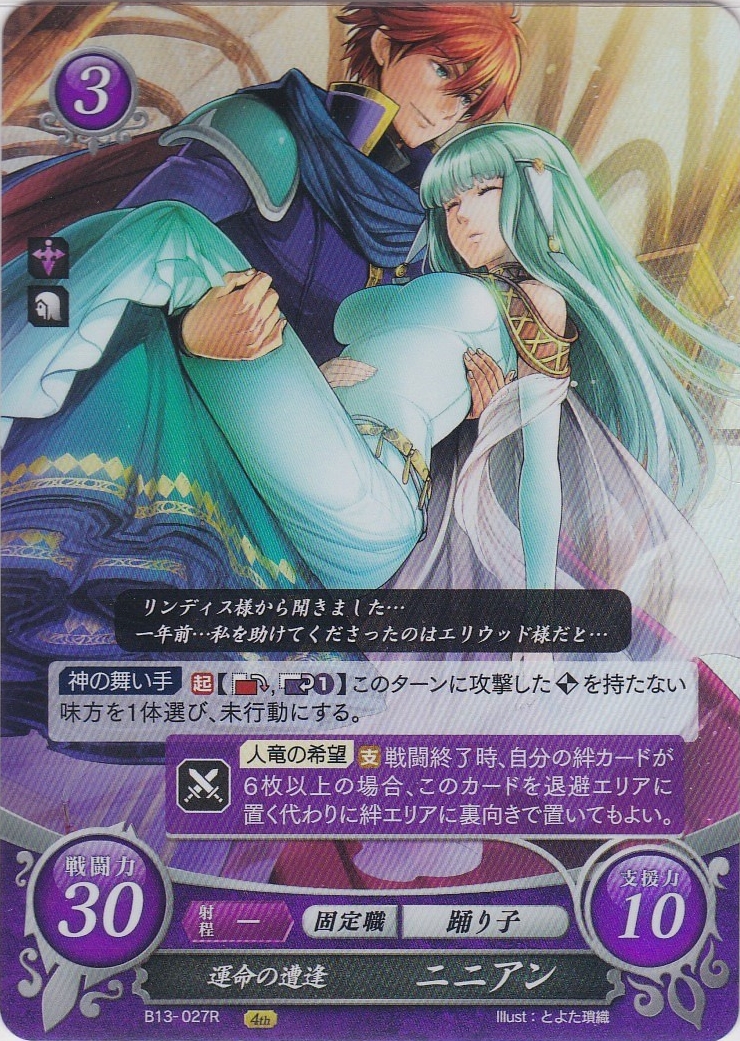 3
リンディス様から聞きました…
一年前…私を助けてくださったのはエリウッド様だと…
神の舞い手 起【 , 1】このターンに攻撃した を持たない
味方を1体選び、未行動にする。
人竜の希望 支 戦闘終了時、自分の絆カードが
6枚以上の場合、このカードを退避エリアに
置く代わりに絆エリアに裏向きで置いてもよい。
戦闘力
30
射程 —
固定職 踊り子
支援力
10
運命の遭逢 ニニアン
B13-027R 4th Illust:とよた瑣織